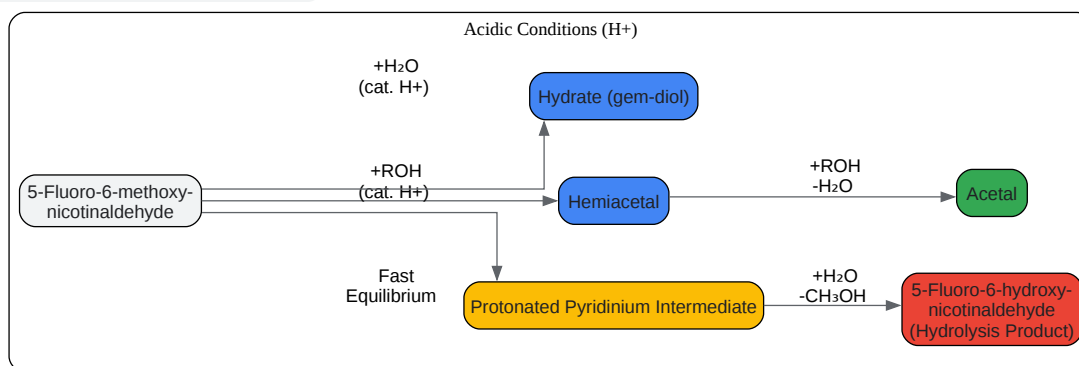 Acidic Conditions (H+)
+H₂O
(cat. H+)
Hydrate (gem-diol)
5-Fluoro-6-methoxy-
nicotinaldehyde
+ROH
(cat. H+)
Hemiacetal
+ROH
-H₂O
Acetal
Fast
Equilibrium
Protonated Pyridinium Intermediate
+H₂O
-CH₃OH
5-Fluoro-6-hydroxy-
nicotinaldehyde
(Hydrolysis Product)